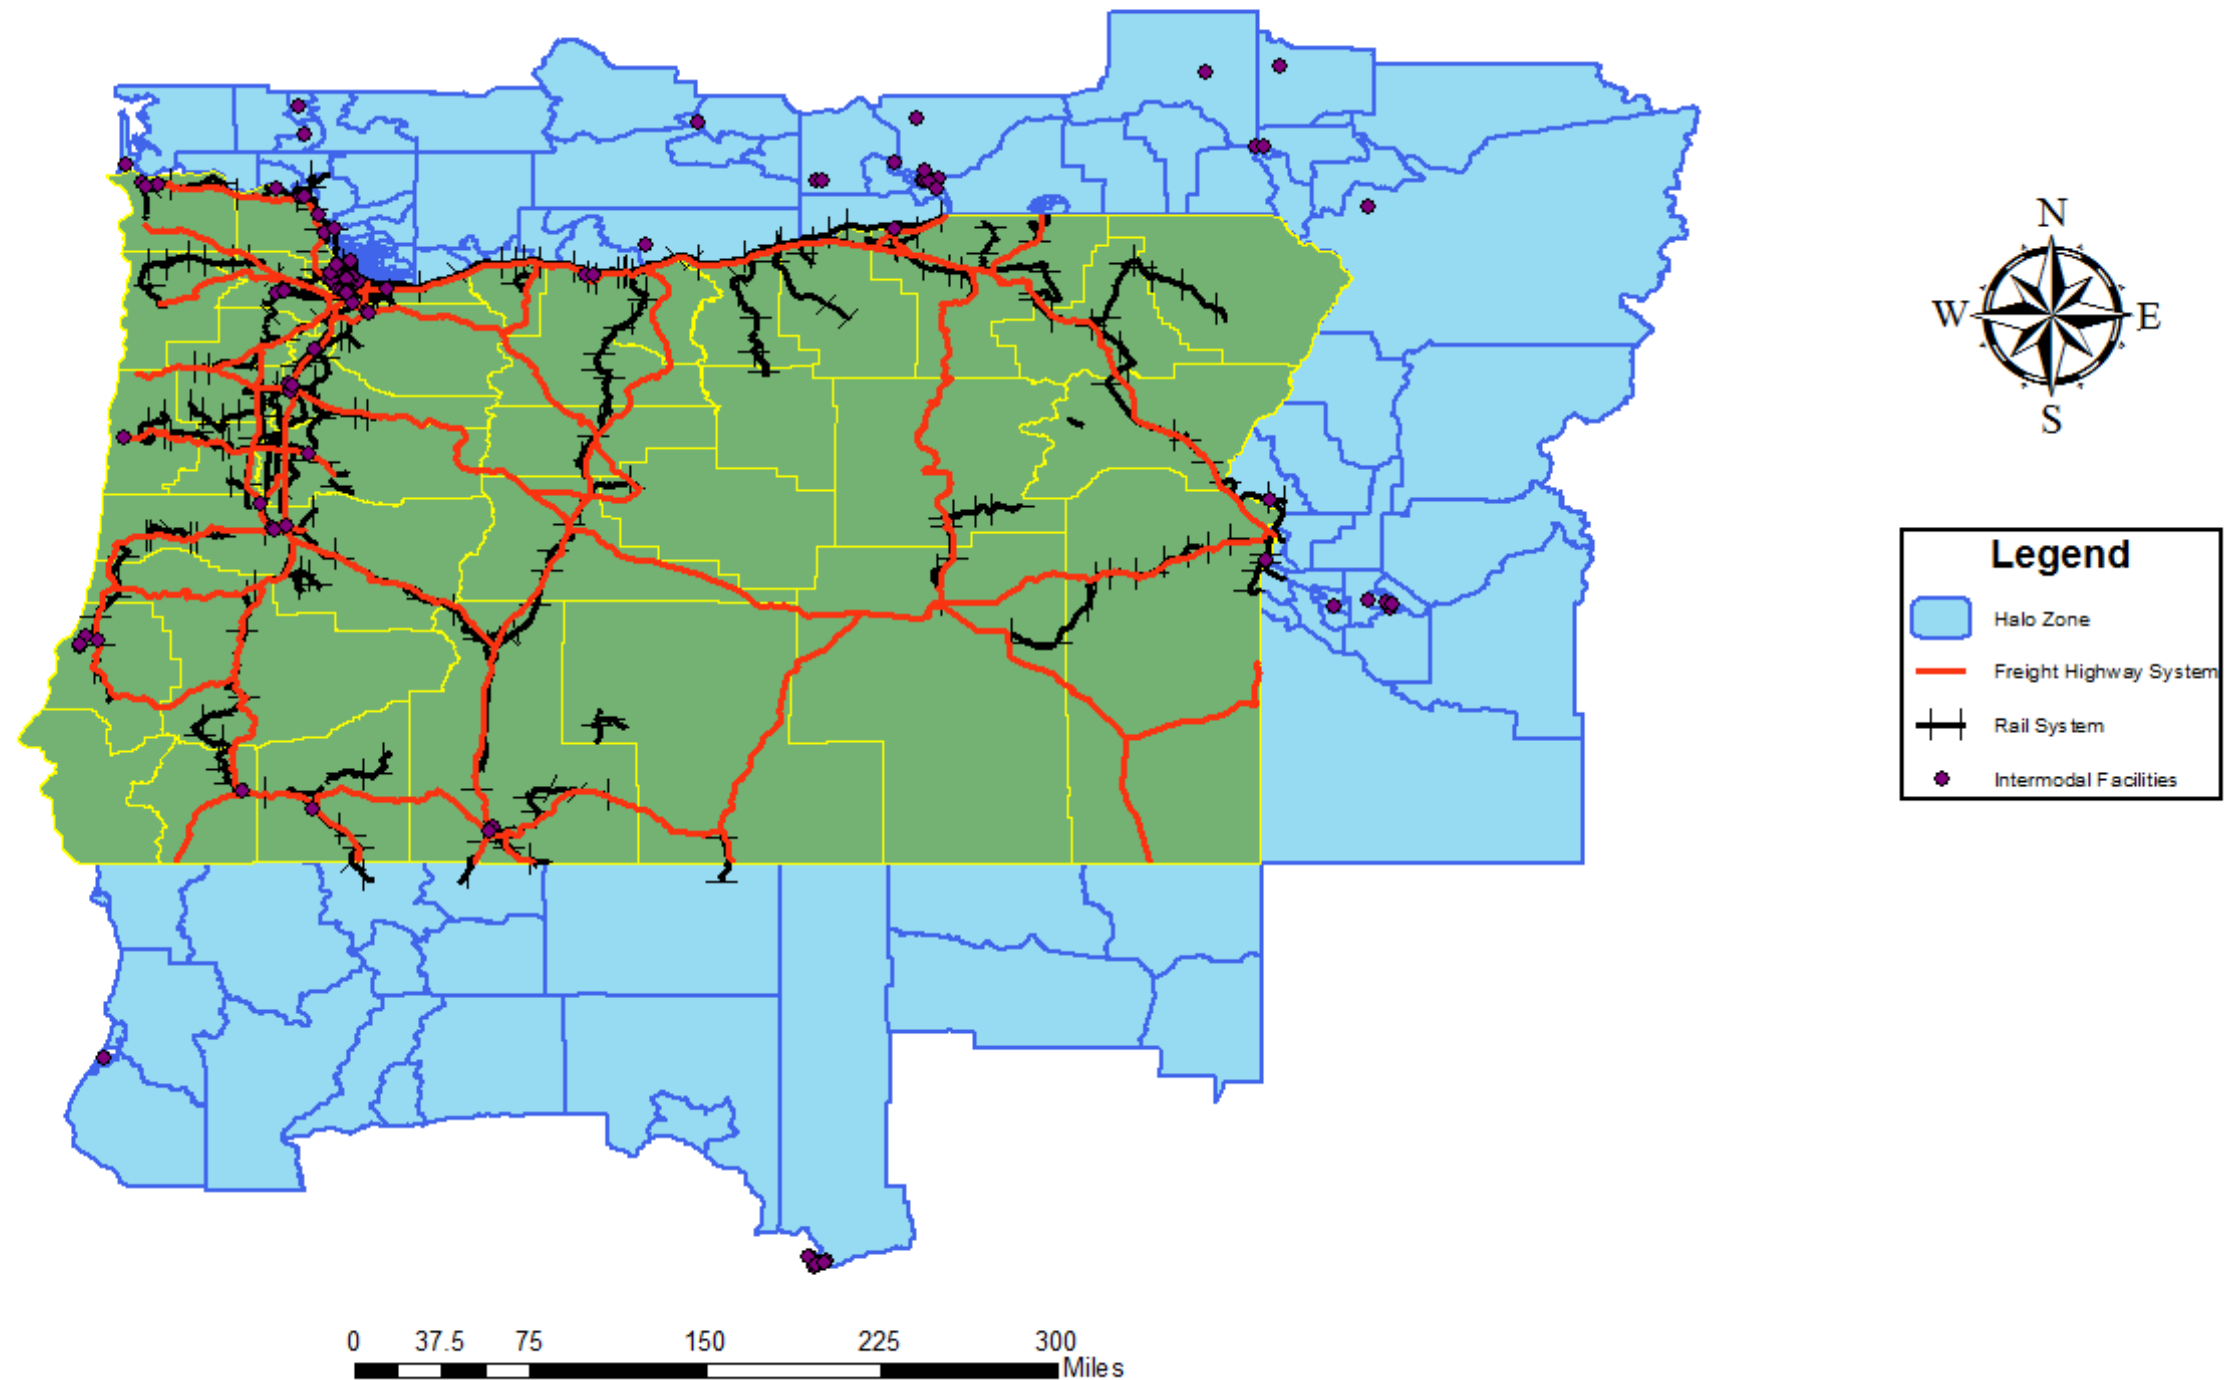 N
W E
S
Legend
Halo Zone
Freight Highway System
Rail System
Intermodal Facilities
0 37.5 75 150 225 300
Miles